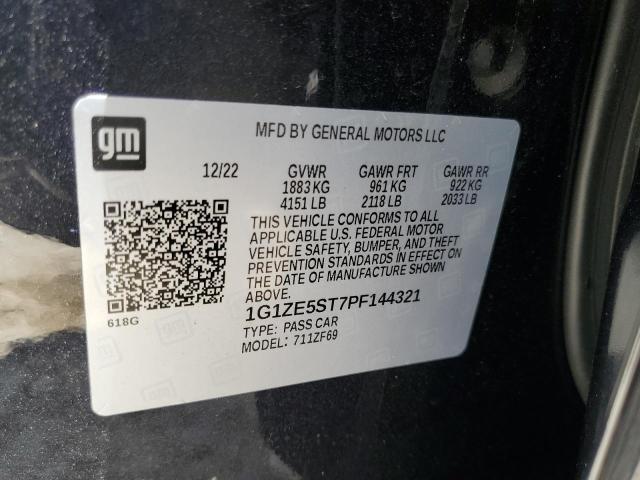 gm
MFD BY GENERAL MOTORS LLC
12/22 GVWR GAWR FRT GAWR RR
1883 KG 961 KG 922 KG
4151 LB 2118 LB 2033 LB
THIS VEHICLE CONFORMS TO ALL
APPLICABLE U.S. FEDERAL MOTOR
VEHICLE SAFETY, BUMPER, AND THEFT
PREVENTION STANDARDS IN EFFECT ON
THE DATE OF MANUFACTURE SHOWN
ABOVE.
618G
1G1ZE5ST7PF144321
TYPE: PASS CAR
MODEL: 711ZF69